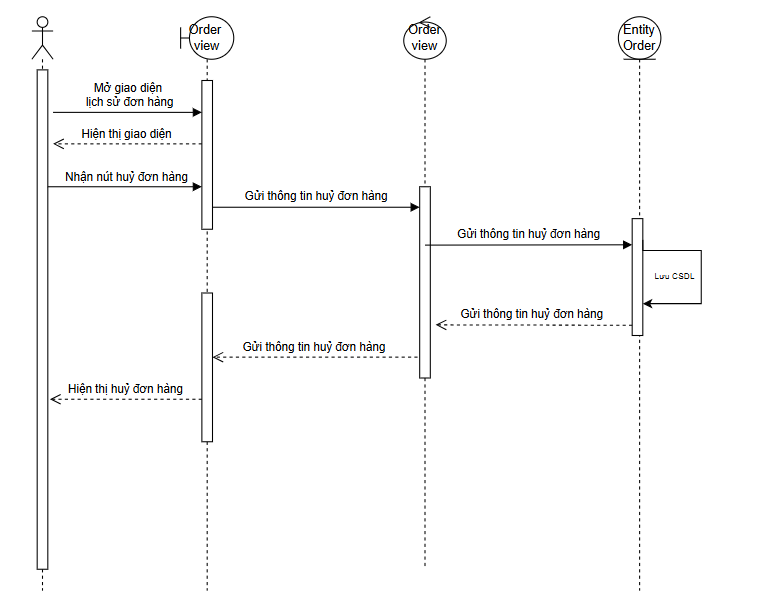 Order
view
Order
view
Entity
Order
Mở giao diện
lịch sử đơn hàng
Hiện thị giao diện
Nhận nút huỷ đơn hàng
Gửi thông tin huỷ đơn hàng
Gửi thông tin huỷ đơn hàng
Lưu CSDL
Gửi thông tin huỷ đơn hàng
Gửi thông tin huỷ đơn hàng
Hiện thị huỷ đơn hàng